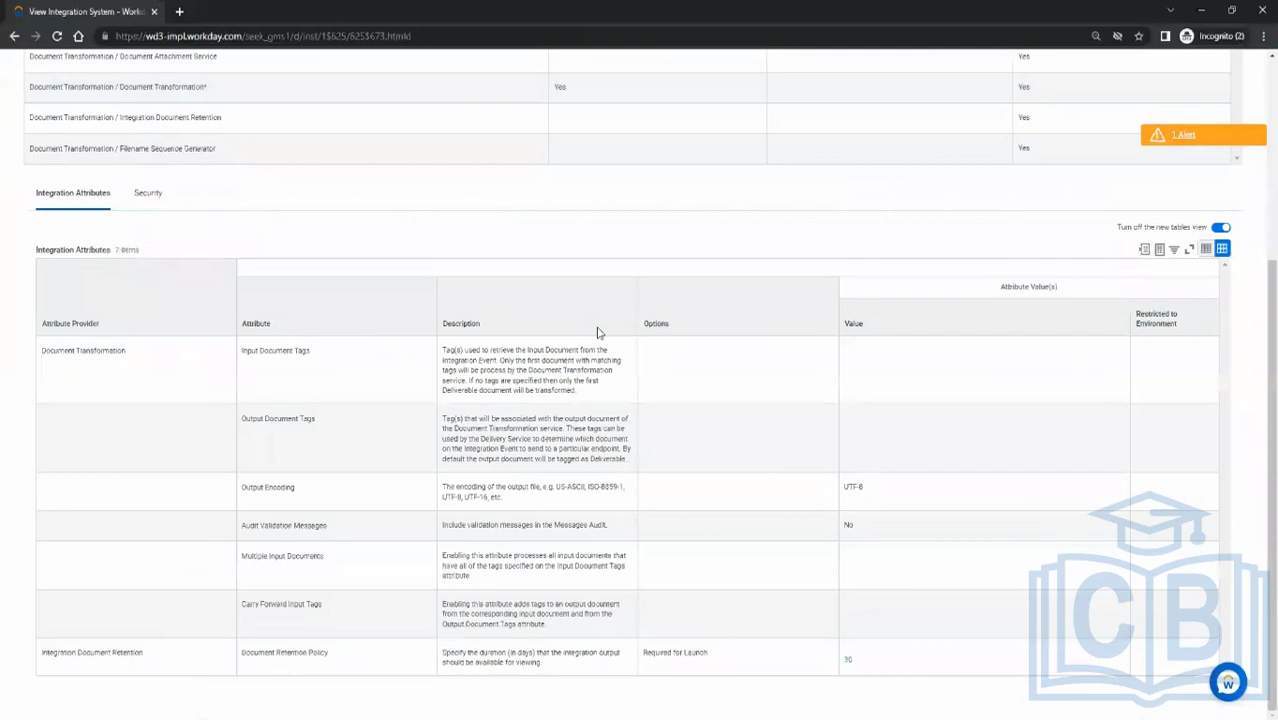 View Integration System - Works
https://wd3-impl.workday.com/seek_gms1/d/inst/1$625/6253$673.htmld
Incognito (2)
Document Transformation / Document Attachment Service Yes
Document Transformation / Document Transformation* Yes Yes
Document Transformation / Integration Document Retention Yes
Document Transformation / Filename Sequence Generator Yes
1 Alert
Integration Attributes Security
Turn off the new tables view
Integration Attributes 7 items
Attribute Value(s)
Attribute Provider Attribute Description Options Value Restricted to
Environment
Document Transformation Input Document Tags Tag(s) used to retrieve the Input Document from the
Integration Event. Only the first document with matching
tags will be process by the Document Transformation
service. If no tags are specified then only the first
Deliverable document will be transformed.
Output Document Tags Tag(s) that will be associated with the output document of
the Document Transformation service. These tags can be
used by the Delivery Service to determine which document
on the Integration Event to send to a particular endpoint. By
default the output document will be tagged as Deliverable.
Output Encoding The encoding of the output file, e.g. US-ASCII, ISO-8859-1, UTF-8
UTF-8, UTF-16, etc.
Audit Validation Messages Include validation messages in the Messages Audit. No
Multiple Input Documents Enabling this attribute processes all input documents that
have all of the tags specified on the Input Document Tags
attribute.
Carry Forward Input Tags Enabling this attribute adds tags to an output document
from the corresponding input document and from the
Output Document Tags attribute.
Integration Document Retention Document Retention Policy Specify the duration (in days) that the integration output Required for Launch
should be available for viewing. 30
CB
W